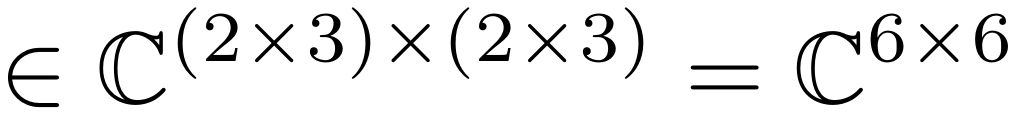 ∈ ℂ^{(2×3)×(2×3)} = ℂ^{6×6}